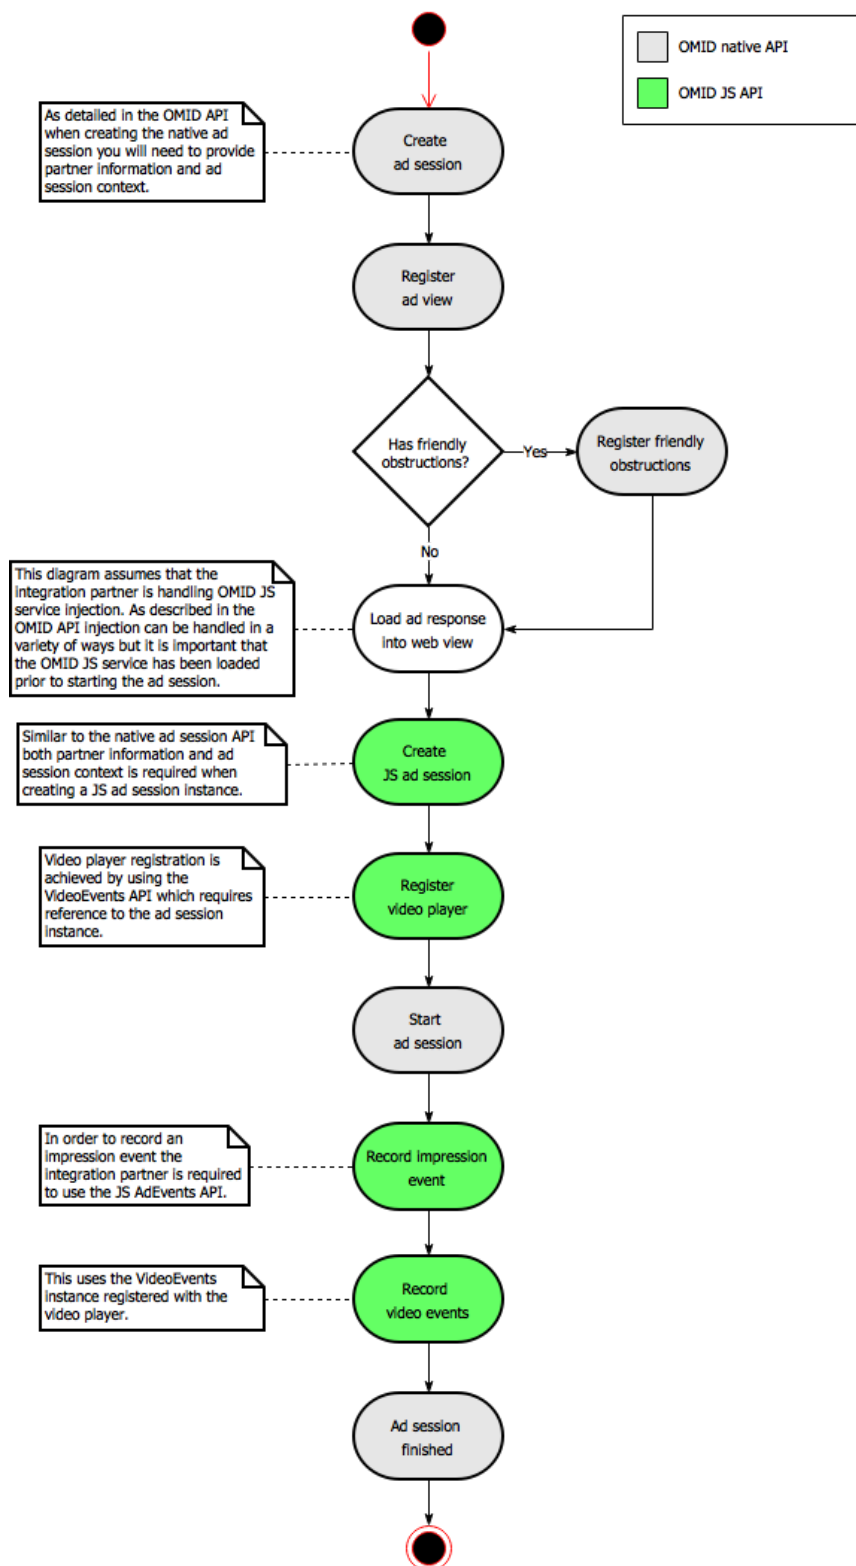 OMID native API
OMID JS API
As detailed in the OMID API
when creating the native ad
session you will need to provide
partner information and ad
session context.
Create
ad session
Register
ad view
Has friendly
obstructions?
Yes
Register friendly
obstructions
No
This diagram assumes that the
integration partner is handling OMID JS
service injection. As described in the
OMID API injection can be handled in a
variety of ways but it is important that
the OMID JS service has been loaded
prior to starting the ad session.
Load ad response
into web view
Similar to the native ad session API
both partner information and ad
session context is required when
creating a JS ad session instance.
Create
JS ad session
Video player registration is
achieved by using the
VideoEvents API which requires
reference to the ad session
instance.
Register
video player
Start
ad session
In order to record an
impression event the
integration partner is required
to use the JS AdEvents API.
Record impression
event
This uses the VideoEvents
instance registered with the
video player.
Record
video events
Ad session
finished